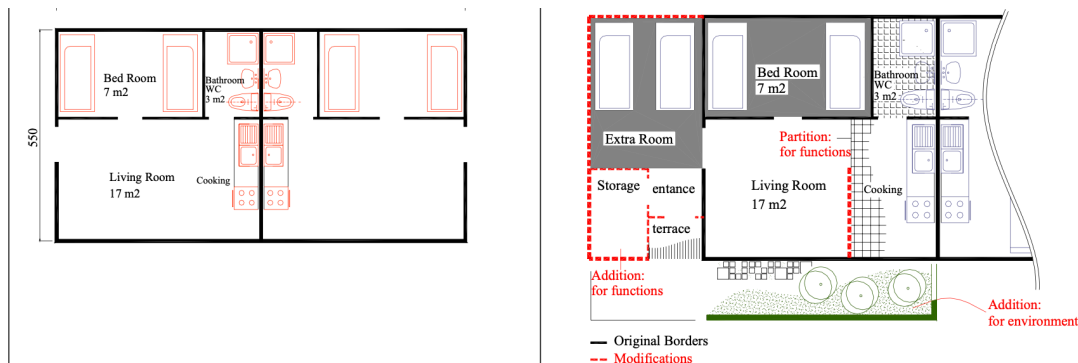 550
Bed Room
7 m2
Bathroom
WC
3 m2
Living Room
17 m2
Cooking
Bed Room
7 m2
Bathroom
WC
3 m2
Extra Room
Partition:
for functions
Storage
entance
Living Room
17 m2
Cooking
terrace
Addition:
for functions
Addition:
for environment
Original Borders
Modifications